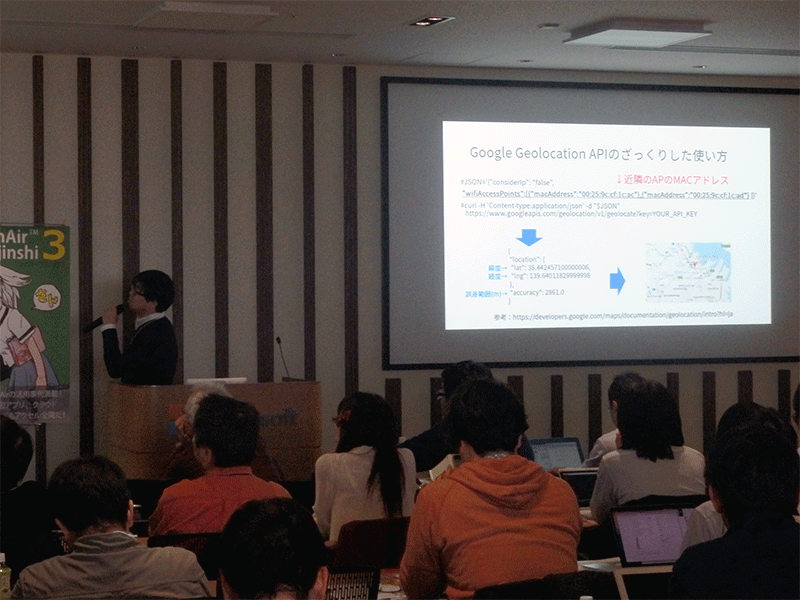 Google Geolocation APIのざっくりした使い方
↓近隣のAPのMACアドレス
#JSON='{"considerIp": "false",
"wifiAccessPoints":[{"macAddress":"00:25:9c:cf:1c:ac"},{"macAddress":"00:25:9c:cf:1c:ad"}]}'
#curl -H 'Content-type:application/json' -d "$JSON"
https://www.googleapis.com/geolocation/v1/geolocate?key=YOUR_API_KEY
{
"location": {
緯度→ "lat": 35.442457100000006,
経度→ "lng": 139.64011829999998
},
誤差範囲(m)→ "accuracy": 2861.0
}
参考：https://developers.google.com/maps/documentation/geolocation/intro?hl=ja
nAir™
jinshi 3
さん